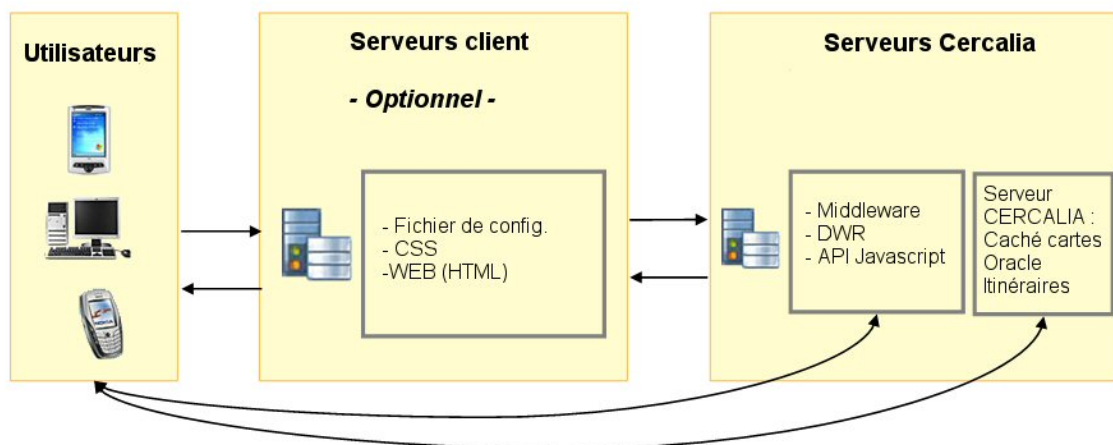 Utilisateurs
Serveurs client
- Optionnel -
- Fichier de config.
- CSS
-WEB (HTML)
Serveurs Cercalia
- Middleware
- DWR
- API Javascript
Serveur
CERCALIA :
Caché cartes
Oracle
Itinéraires
NOKIA